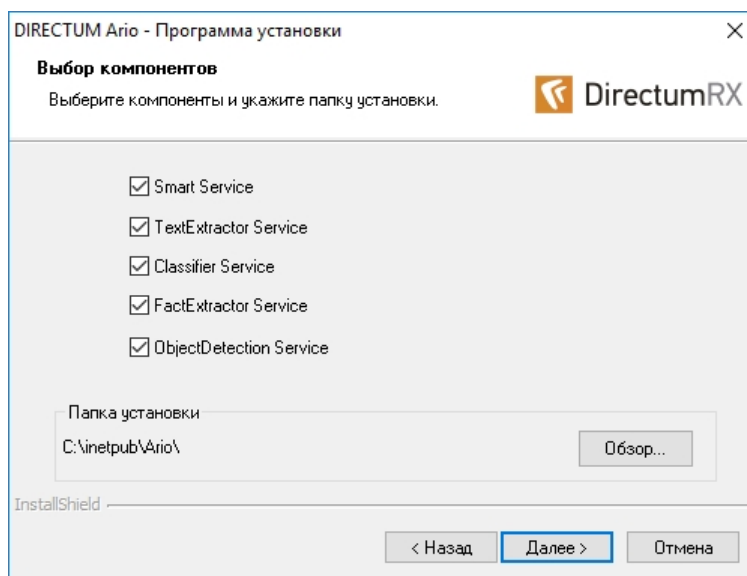 DIRECTUM Ario - Программа установки
Выбор компонентов
Выберите компоненты и укажите папку установки.
DirectumRX
Smart Service
TextExtractor Service
Classifier Service
FactExtractor Service
ObjectDetection Service
Папка установки
C:\inetpub\Ario\
Обзор...
InstallShield
< Назад
Далее >
Отмена